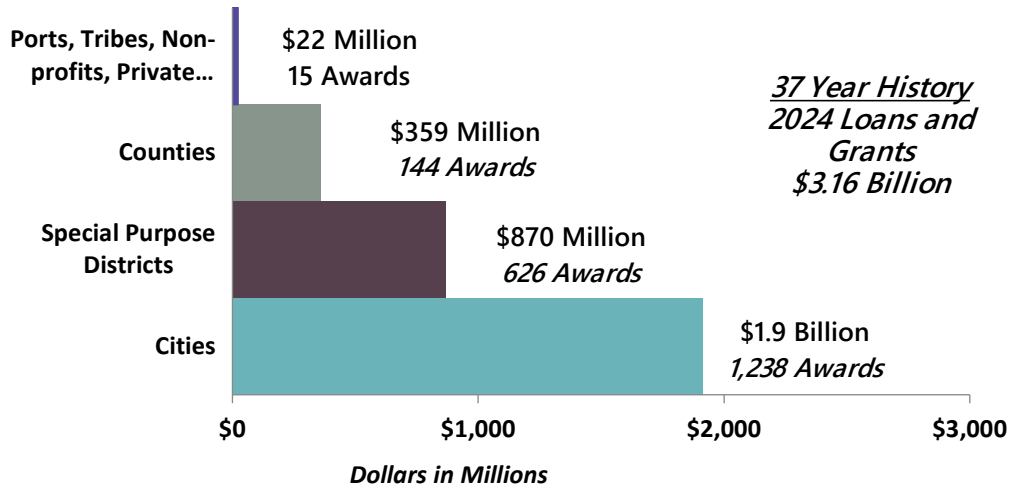 Ports, Tribes, Non-
profits, Private...
$22 Million
15 Awards
37 Year History
2024 Loans and
Grants
$3.16 Billion
Counties
$359 Million
144 Awards
Special Purpose
Districts
$870 Million
626 Awards
Cities
$1.9 Billion
1,238 Awards
$0
$1,000
$2,000
$3,000
Dollars in Millions